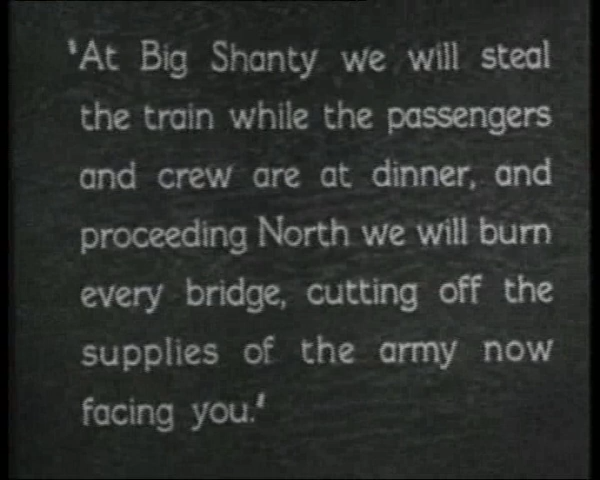 'At Big Shanty we will steal
the train while the passengers
and crew are at dinner, and
proceeding North we will burn
every bridge, cutting off the
supplies of the army now
facing you.'